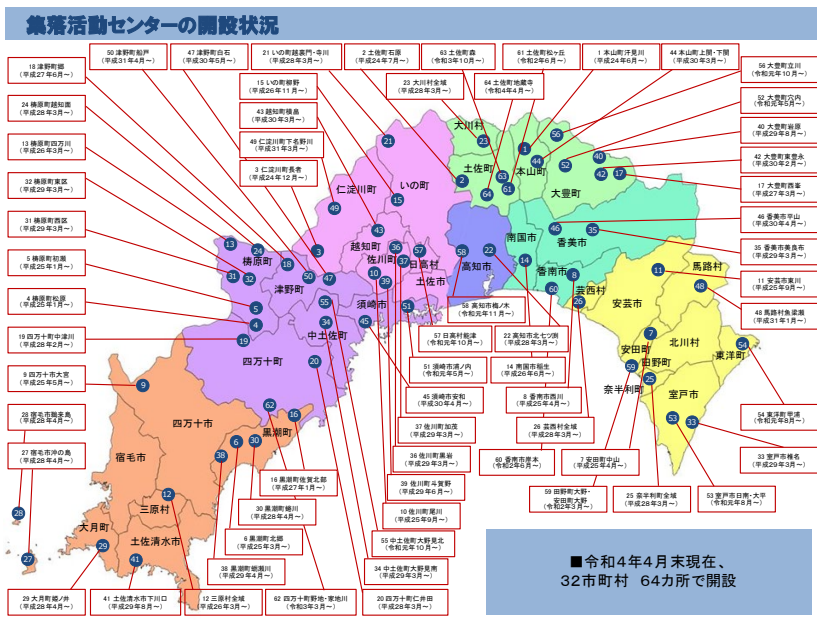 集落活動センターの開設状況
50 津野町船戸
(平成31年4月～)
47 津野町白石
(平成30年5月～)
21 いの町越裏門・寺川
(平成28年3月～)
2 土佐町石原
(平成24年7月～)
63 土佐町森
(令和3年10月～)
61 土佐町松ヶ丘
(令和2年6月～)
1 本山町汗見川
(平成24年6月～)
44 本山町上関・下関
(平成30年3月～)
18 津野町郷
(平成27年6月～)
15 いの町柳野
(平成26年11月～)
23 大川村全域
(平成28年3月～)
64 土佐町地蔵寺
(令和4年4月～)
56 大豊町立川
(令和元年10月～)
24 梼原町越知面
(平成28年3月～)
43 越知町横畠
(平成30年3月～)
52 大豊町穴内
(令和元年5月～)
13 梼原町四万川
(平成26年3月～)
49 仁淀川町下名野川
(平成31年3月～)
40 大豊町岩原
(平成29年8月～)
32 梼原町東区
(平成29年3月～)
3 仁淀川町長者
(平成24年12月～)
42 大豊町東豊永
(平成30年2月～)
31 梼原町西区
(平成29年3月～)
17 大豊町西峯
(平成27年3月～)
5 梼原町初瀬
(平成25年1月～)
46 香美市平山
(平成30年4月～)
4 梼原町松原
(平成25年1月～)
35 香美市美良布
(平成29年3月～)
19 四万十町中津川
(平成28年2月～)
11 安芸市東川
(平成25年9月～)
9 四万十市大宮
(平成25年5月～)
48 馬路村魚梁瀬
(平成31年1月～)
28 宿毛市鵜来島
(平成28年4月～)
54 東洋町甲浦
(令和元年8月～)
27 宿毛市沖の島
(平成28年4月～)
33 室戸市椎名
(平成29年3月～)
58 高知市梅ノ木
(令和元年11月～)
57 日高村能津
(令和元年10月～)
22 高知市北七ツ渕
(平成28年3月～)
51 須崎市浦ノ内
(令和元年5月～)
14 南国市稲生
(平成26年6月～)
45 須崎市安和
(平成30年4月～)
8 香南市西川
(平成25年4月～)
37 佐川町加茂
(平成29年3月～)
26 芸西村全域
(平成28年3月～)
36 佐川町黒岩
(平成29年3月～)
60 香南市岸本
(令和2年6月～)
7 安田町中山
(平成25年4月～)
16 黒潮町佐賀北部
(平成27年1月～)
39 佐川町斗賀野
(平成29年6月～)
59 田野町大野・
安田町大野
(令和2年3月～)
25 奈半利町全域
(平成28年3月～)
53 室戸市日南・大平
(令和元年8月～)
30 黒潮町蜷川
(平成28年4月～)
10 佐川町尾川
(平成25年9月～)
6 黒潮町北郷
(平成25年3月～)
55 中土佐町大野見北
(令和元年10月～)
38 黒潮町蜷瀬川
(平成29年4月～)
34 中土佐町大野見南
(平成29年3月～)
29 大月町姫ノ井
(平成28年4月～)
41 土佐清水市下川口
(平成29年8月～)
12 三原村全域
(平成26年3月～)
62 四万十町野地・家地川
(令和3年3月～)
20 四万十町仁井田
(平成28年3月～)
大川村
土佐町
本山町
大豊町
いの町
仁淀川町
越知町
佐川町
日高村
土佐市
高知市
南国市
香美市
香南市
芸西村
安芸市
馬路村
北川村
安田町
田野町
奈半利町
東洋町
室戸市
梼原町
津野町
須崎市
中土佐町
四万十町
黒潮町
四万十市
宿毛市
三原村
大月町
土佐清水市
■令和4年4月末現在、
32市町村 64カ所で開設